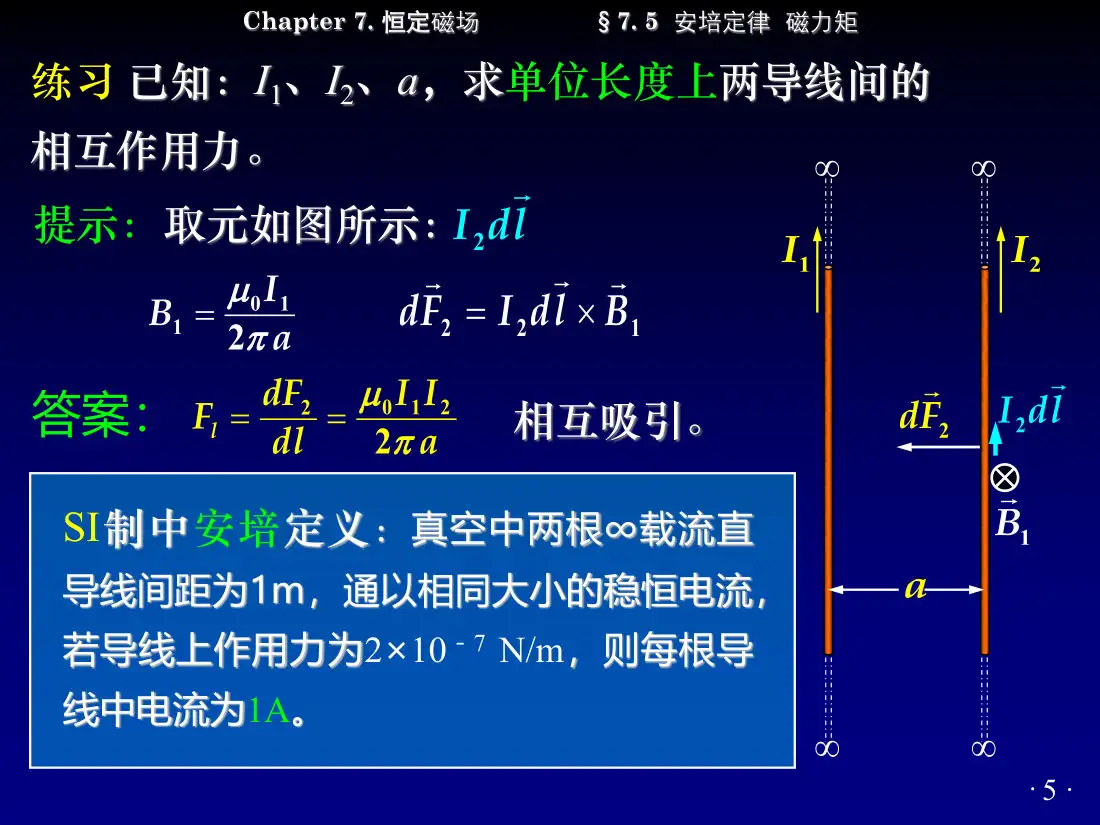 Chapter 7. 恒定磁场 §7.5 安培定律 磁力矩
练习 已知：I₁、I₂、a，求单位长度上两导线间的
相互作用力。
提示：取元如图所示：I₂dl⃗
B₁ = μ₀I₁ / 2πa dF⃗₂ = I₂dl⃗ × B⃗₁
答案：Fₗ = dF₂ / dl = μ₀I₁I₂ / 2πa 相互吸引。
SI制中安培定义：真空中两根∞载流直
导线间距为1m，通以相同大小的稳恒电流，
若导线上作用力为2×10⁻⁷ N/m，则每根导
线中电流为1A。
∞ ∞
I₁ I₂
dF⃗₂ I₂dl⃗
⊗
B⃗₁
a
∞ ∞
·5·